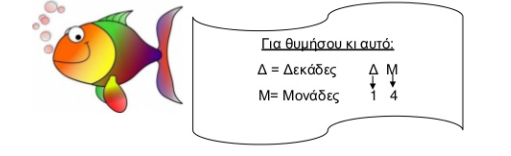 Για θυμήσου κι αυτό:
Δ = Δεκάδες Δ Μ
Μ= Μονάδες 1 4